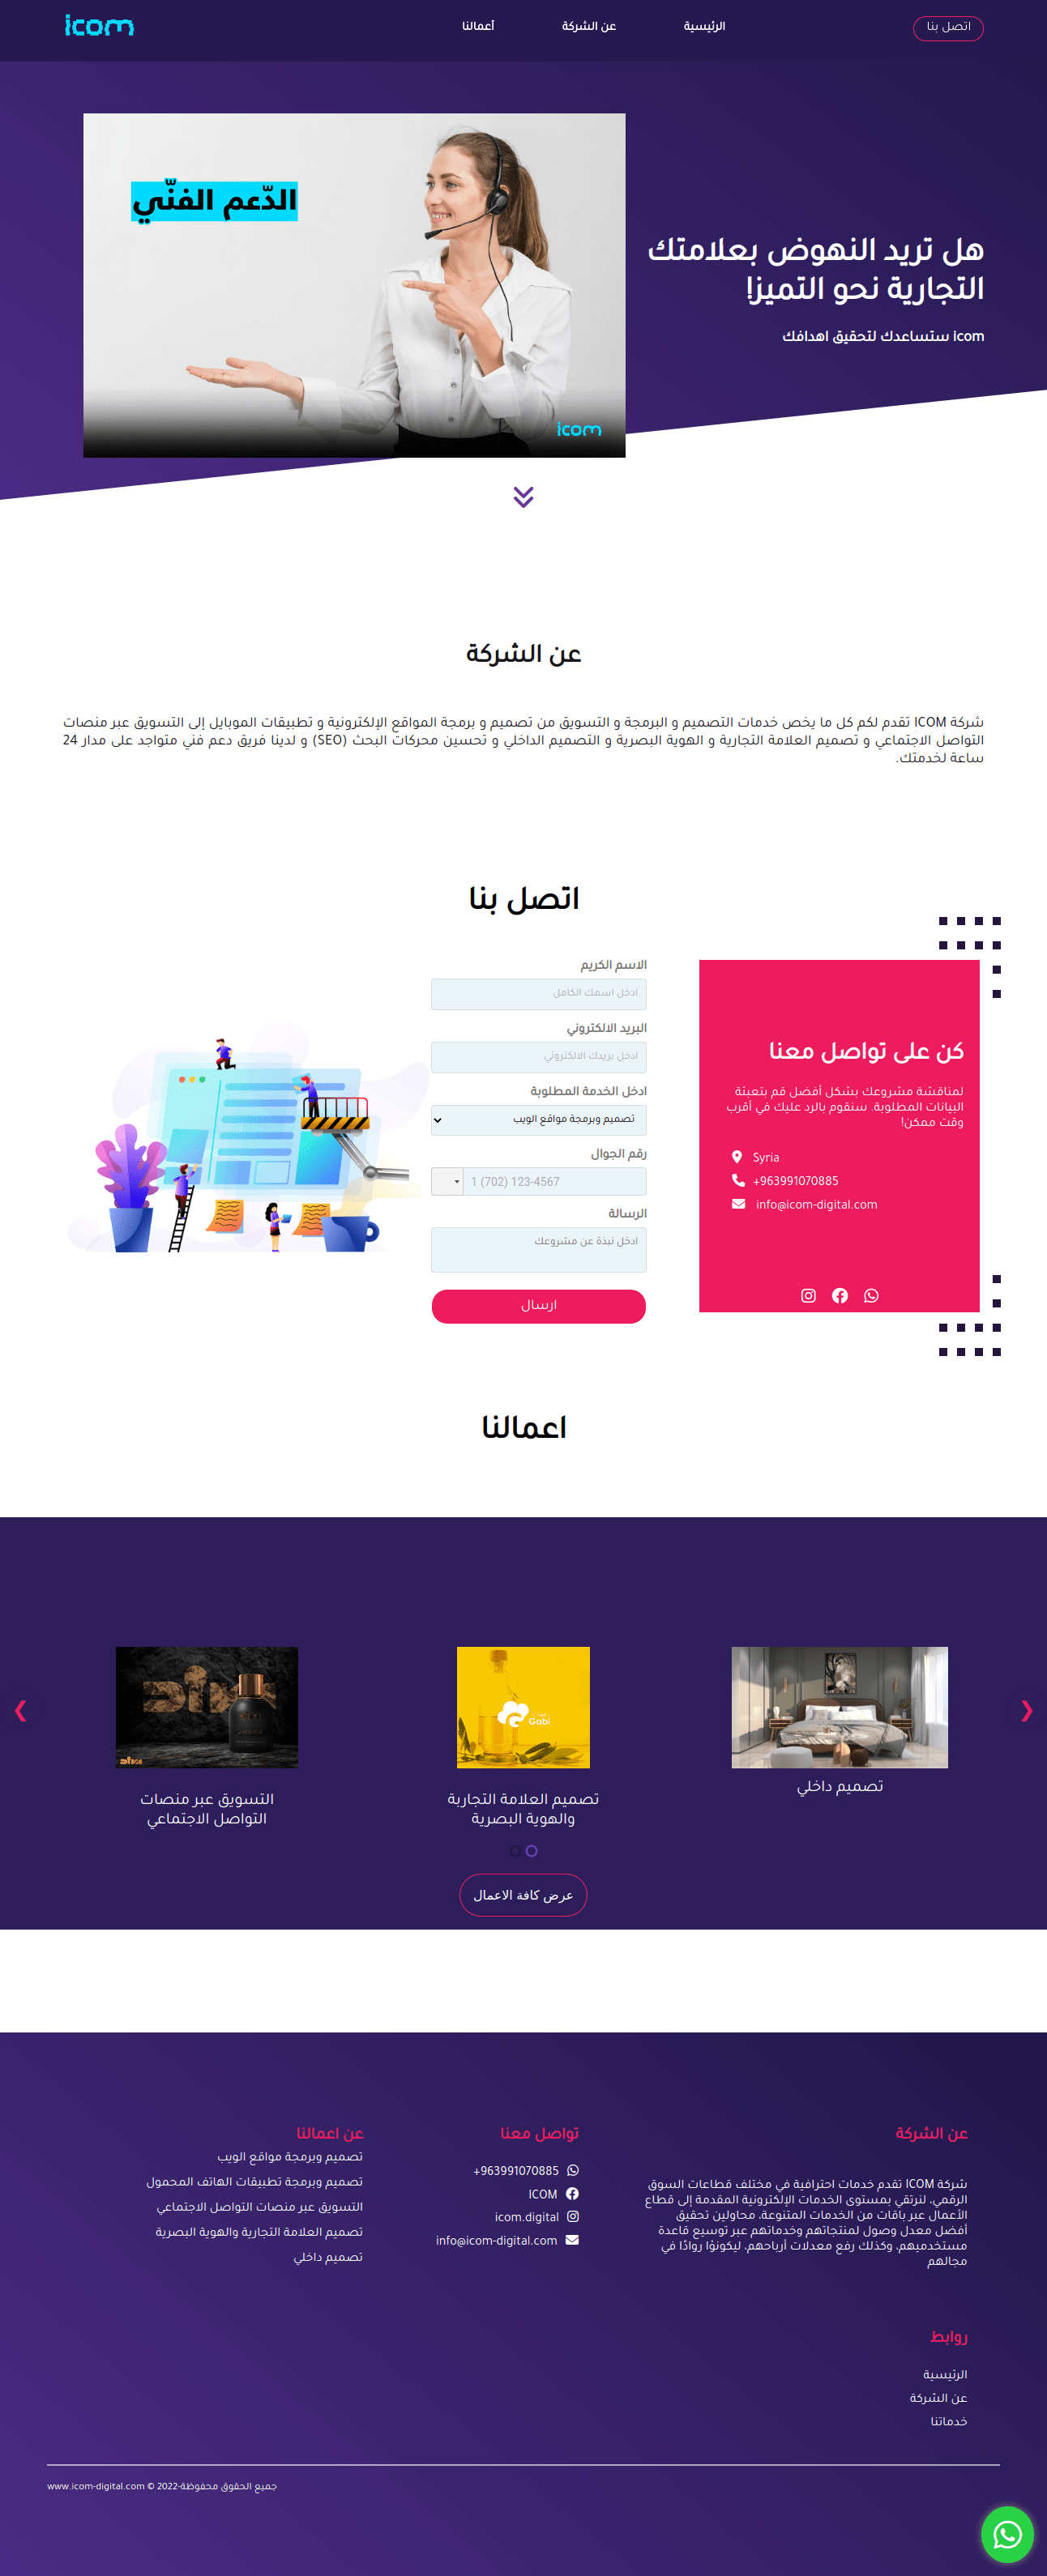 اتصل بنا
الرئيسية
عن الشركة
أعمالنا
icom
هل تريد النهوض بعلامتك
التجارية نحو التميز!
icom ستساعدك لتحقيق اهدافك
الدّعم الفنّي
icom
عن الشركة
شركة ICOM تقدم لكم كل ما يخص خدمات التصميم و البرمجة و التسويق من تصميم و برمجة المواقع الإلكترونية و تطبيقات الموبايل إلى التسويق عبر منصات
التواصل الاجتماعي و تصميم العلامة التجارية و الهوية البصرية و التصميم الداخلي و تحسين محركات البحث (SEO) و لدينا فريق دعم فني متواجد على مدار 24
ساعة لخدمتك.
اتصل بنا
كن على تواصل معنا
لمناقشة مشروعك بشكل أفضل قم بتعبئة
البيانات المطلوبة. سنقوم بالرد عليك في أقرب
وقت ممكن!
Syria
+963991070885
info@icom-digital.com
الاسم الكريم
ادخل اسمك الكامل
البريد الالكتروني
ادخل بريدك الالكتروني
ادخل الخدمة المطلوبة
تصميم وبرمجة مواقع الويب
رقم الجوال
1 (702) 123-4567
الرسالة
ادخل نبذة عن مشروعك
ارسال
اعمالنا
Gabi
تصميم داخلي
تصميم العلامة التجارية
والهوية البصرية
التسويق عبر منصات
التواصل الاجتماعي
عرض كافة الاعمال
عن الشركة
شركة ICOM تقدم خدمات احترافية في مختلف قطاعات السوق
الرقمي، لنرتقي بمستوى الخدمات الإلكترونية المقدمة إلى قطاع
الأعمال عبر باقات من الخدمات المتنوعة، محاولين تحقيق
أفضل معدل وصول لمنتجاتهم وخدماتهم عبر توسيع قاعدة
مستخدميهم، وكذلك رفع معدلات أرباحهم، ليكونوا روادًا في
مجالهم
تواصل معنا
+963991070885
ICOM
icom.digital
info@icom-digital.com
عن اعمالنا
تصميم وبرمجة مواقع الويب
تصميم وبرمجة تطبيقات الهاتف المحمول
التسويق عبر منصات التواصل الاجتماعي
تصميم العلامة التجارية والهوية البصرية
تصميم داخلي
روابط
الرئيسية
عن الشركة
خدماتنا
جميع الحقوق محفوظة-2022 © www.icom-digital.com